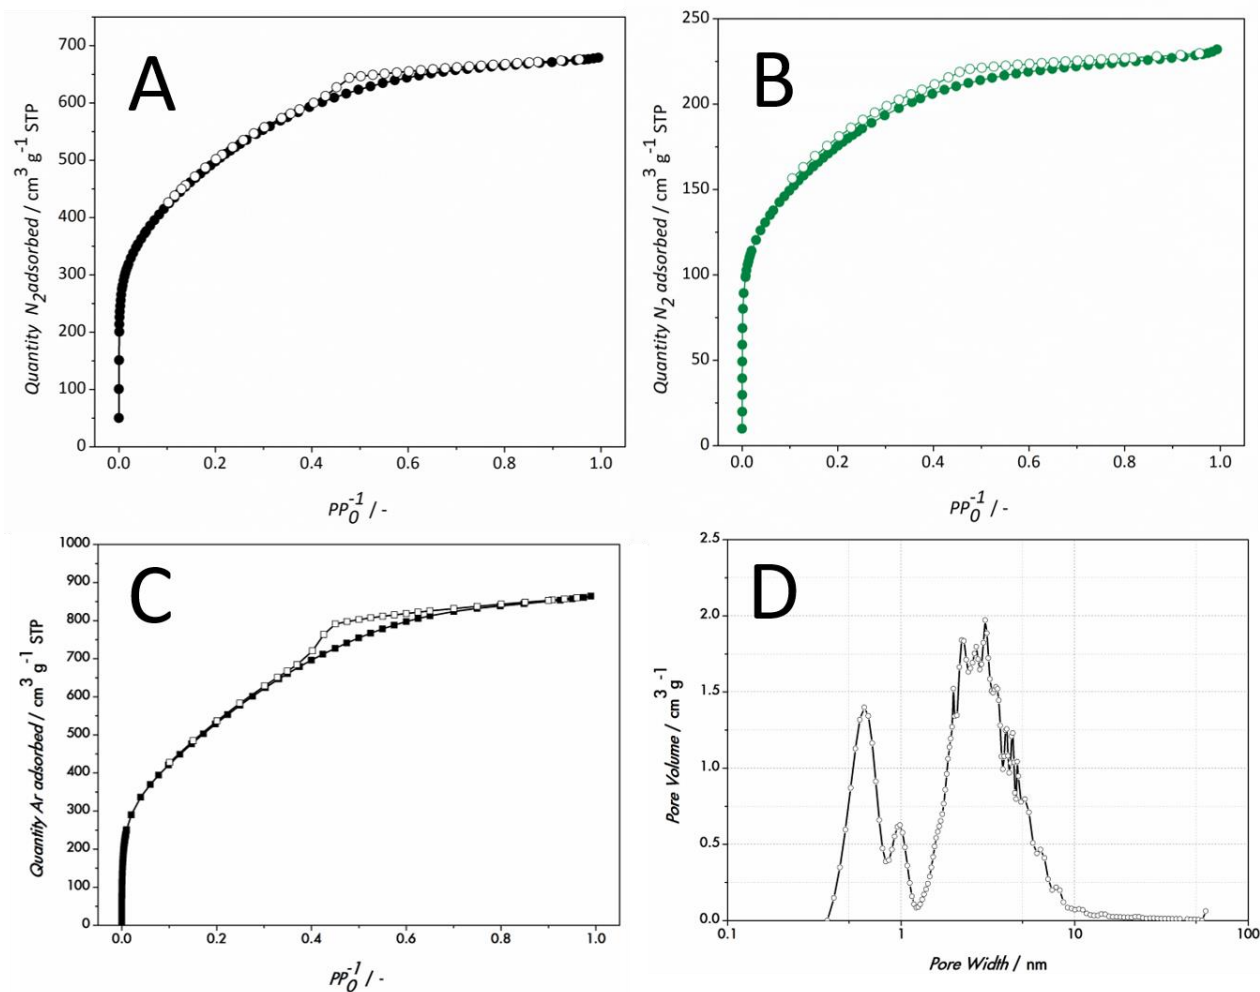 A
700
600
500
400
300
200
100
0
Quantity N2adsorbed / cm3 g-1 STP
0.0 0.2 0.4 0.6 0.8 1.0
PP0-1 / -
B
250
200
150
100
50
0
Quantity N2 adsorbed / cm3 g-1 STP
0.0 0.2 0.4 0.6 0.8 1.0
PP0-1 / -
C
1000
900
800
700
600
500
400
300
200
100
0
Quantity Ar adsorbed / cm3 g-1 STP
0.0 0.2 0.4 0.6 0.8 1.0
PP0-1 / -
D
2.5
2.0
1.5
1.0
0.5
0.0
Pore Volume / cm3g-1
0.1 1 10 100
Pore Width / nm